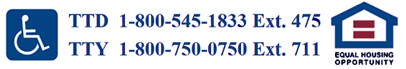 TTD 1-800-545-1833 Ext. 475
TTY 1-800-750-0750 Ext. 711
EQUAL HOUSING
OPPORTUNITY